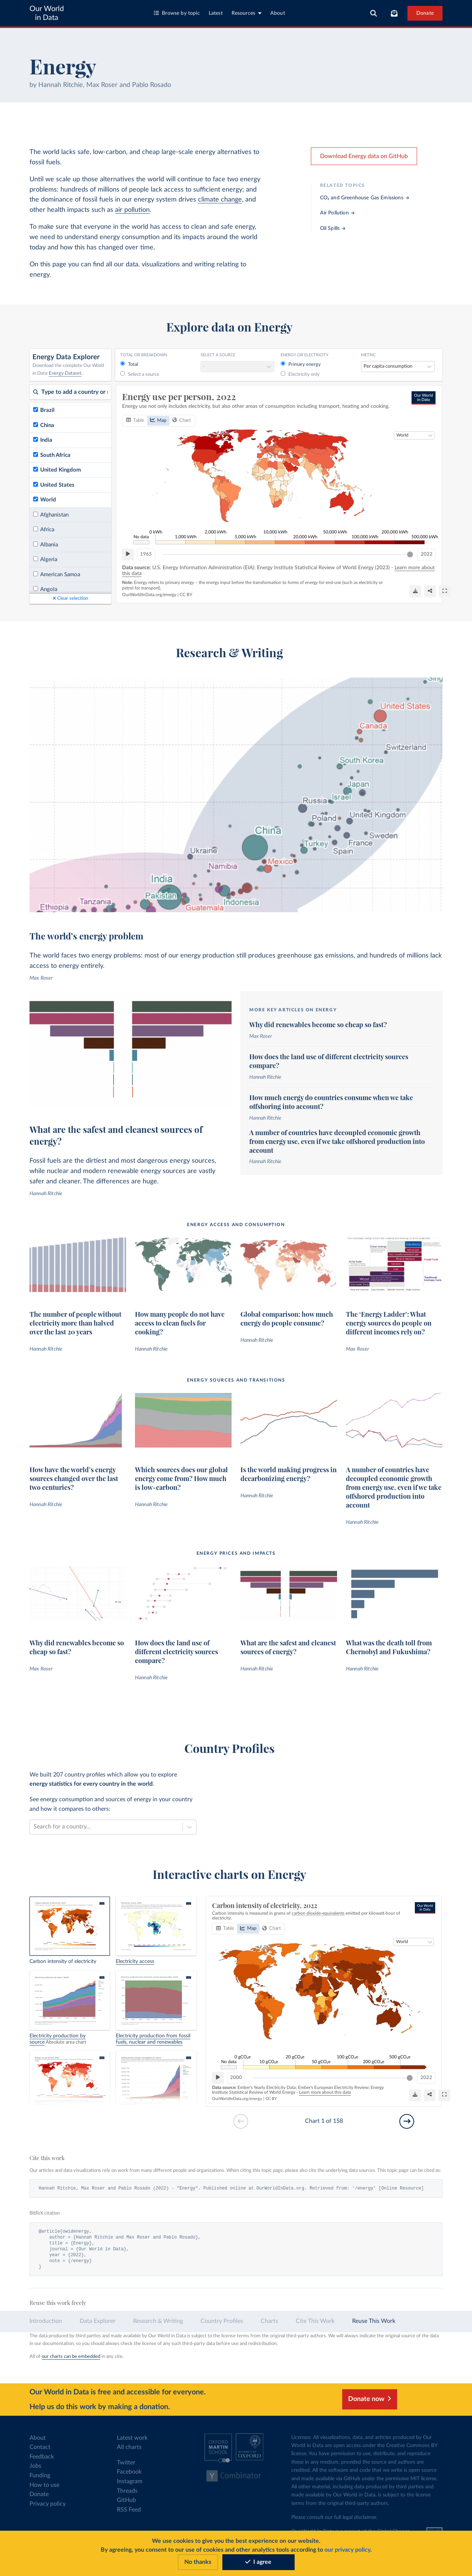 Our World
in Data
Browse by topic
Latest
Resources
About
Donate
Energy
by Hannah Ritchie, Max Roser and Pablo Rosado
The world lacks safe, low-carbon, and cheap large-scale energy alternatives to
fossil fuels.
Until we scale up those alternatives the world will continue to face two energy
problems: hundreds of millions of people lack access to sufficient energy; and
the dominance of fossil fuels in our energy system drives climate change, and
other health impacts such as air pollution.
To make sure everyone in the world has access to clean and safe energy,
we need to understand energy consumption and its impacts around the world
today and how this has changed over time.
On this page you can find all our data, visualizations and writing relating to
energy.
Download Energy data on GitHub
RELATED TOPICS
CO₂ and Greenhouse Gas Emissions →
Air Pollution →
Oil Spills →
Explore data on Energy
Energy Data Explorer
Download the complete Our World
in Data Energy Dataset.
TOTAL OR BREAKDOWN
Total
Select a source
SELECT A SOURCE
ENERGY OR ELECTRICITY
Primary energy
Electricity only
METRIC
Per capita consumption
Type to add a country or
Brazil
China
India
South Africa
United Kingdom
United States
World
Afghanistan
Africa
Albania
Algeria
American Samoa
Angola
Clear selection
Energy use per person, 2022
Energy use not only includes electricity, but also other areas of consumption including transport, heating and cooking.
Our World
in Data
Table
Map
Chart
World
No data
0 kWh
1,000 kWh
2,000 kWh
3,000 kWh
10,000 kWh
20,000 kWh
50,000 kWh
100,000 kWh
200,000 kWh
500,000 kWh
1965
2022
Data source: U.S. Energy Information Administration (EIA); Energy Institute Statistical Review of World Energy (2023) - Learn more about
this data
Note: Energy refers to primary energy – the energy input before the transformation to forms of energy for end-use (such as electricity or
petrol for transport).
OurWorldInData.org/energy | CC BY
Research & Writing
United States
Canada
Switzerland
South Korea
Japan
Israel
Russia
United Kingdom
China
Poland
Sweden
Turkey
France
Spain
Ukraine
Mexico
Namibia
India
Pakistan
Tanzania
Indonesia
Ethiopia
Guatemala
The world's energy problem
The world faces two energy problems: most of our energy production still produces greenhouse gas emissions, and hundreds of millions lack
access to energy entirely.
Max Roser
What are the safest and cleanest sources of
energy?
Fossil fuels are the dirtiest and most dangerous energy sources,
while nuclear and modern renewable energy sources are vastly
safer and cleaner. The differences are huge.
Hannah Ritchie
MORE KEY ARTICLES ON ENERGY
Why did renewables become so cheap so fast?
Max Roser
How does the land use of different electricity sources
compare?
Hannah Ritchie
How much energy do countries consume when we take
offshoring into account?
Hannah Ritchie
A number of countries have decoupled economic growth
from energy use, even if we take offshored production into
account
Hannah Ritchie
ENERGY ACCESS AND CONSUMPTION
The number of people without
electricity more than halved
over the last 20 years
Hannah Ritchie
How many people do not have
access to clean fuels for
cooking?
Hannah Ritchie
Global comparison: how much
energy do people consume?
Hannah Ritchie
The ‘Energy Ladder’: What
energy sources do people on
different incomes rely on?
Max Roser
ENERGY SOURCES AND TRANSITIONS
How have the world's energy
sources changed over the last
two centuries?
Hannah Ritchie
Which sources does our global
energy come from? How much
is low-carbon?
Hannah Ritchie
Is the world making progress in
decarbonizing energy?
Hannah Ritchie
A number of countries have
decoupled economic growth
from energy use, even if we take
offshored production into
account
Hannah Ritchie
ENERGY PRICES AND IMPACTS
Why did renewables become so
cheap so fast?
Max Roser
How does the land use of
different electricity sources
compare?
Hannah Ritchie
What are the safest and cleanest
sources of energy?
Hannah Ritchie
What was the death toll from
Chernobyl and Fukushima?
Hannah Ritchie
Country Profiles
We built 207 country profiles which allow you to explore
energy statistics for every country in the world.
See energy consumption and sources of energy in your country
and how it compares to others:
Search for a country...
Interactive charts on Energy
Carbon intensity of electricity
Electricity access
Electricity production by
source Absolute area chart
Electricity production from fossil
fuels, nuclear and renewables
Carbon intensity of electricity, 2022
Carbon intensity is measured in grams of carbon dioxide-equivalents emitted per kilowatt-hour of
electricity.
Our World
in Data
Table
Map
Chart
World
No data
0 gCO₂e
10 gCO₂e
20 gCO₂e
50 gCO₂e
100 gCO₂e
200 gCO₂e
500 gCO₂e
2000
2022
Data source: Ember's Yearly Electricity Data; Ember's European Electricity Review; Energy
Institute Statistical Review of World Energy - Learn more about this data
OurWorldInData.org/energy | CC BY
Chart 1 of 158
Cite this work
Our articles and data visualizations rely on work from many different people and organizations. When citing this topic page, please also cite the underlying data sources. This topic page can be cited as:
Hannah Ritchie, Max Roser and Pablo Rosado (2022) - "Energy". Published online at OurWorldInData.org. Retrieved from: '/energy' [Online Resource]
BibTeX citation
@article{owidenergy,
author = {Hannah Ritchie and Max Roser and Pablo Rosado},
title = {Energy},
journal = {Our World in Data},
year = {2022},
note = {/energy}
}
Reuse this work freely
Introduction
Data Explorer
Research & Writing
Country Profiles
Charts
Cite This Work
Reuse This Work
The data produced by third parties and made available by Our World in Data is subject to the license terms from the original third-party authors. We will always indicate the original source of the data
in our documentation, so you should always check the license of any such third-party data before use and redistribution.
All of our charts can be embedded in any site.
Our World in Data is free and accessible for everyone.
Help us do this work by making a donation.
Donate now
About
Contact
Feedback
Jobs
Funding
How to use
Donate
Privacy policy
Latest work
All charts
Twitter
Facebook
Instagram
Threads
GitHub
RSS Feed
OXFORD
MARTIN
SCHOOL
UNIVERSITY OF
OXFORD
Y Combinator
Licenses: All visualizations, data, and articles produced by Our
World in Data are open access under the Creative Commons BY
license. You have permission to use, distribute, and reproduce
these in any medium, provided the source and authors are
credited. All the software and code that we write is open source
and made available via GitHub under the permissive MIT license.
All other material, including data produced by third parties and
made available by Our World in Data, is subject to the license
terms from the original third-party authors.
Please consult our full legal disclaimer.
We use cookies to give you the best experience on our website.
By agreeing, you consent to our use of cookies and other analytics tools according to our privacy policy.
No thanks
I agree